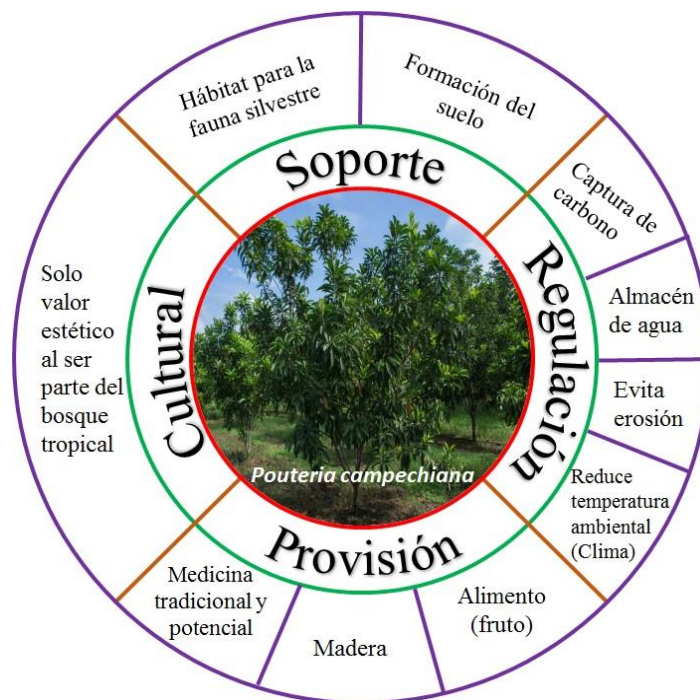 Hábitat para la
fauna silvestre
Formación del
suelo
Soporte
Captura de
carbono
Almacén
de agua
Evita
erosión
Reduce
temperatura
ambiental
(Clima)
Regulación
Alimento
(fruto)
Madera
Medicina
tradicional y
potencial
Provisión
Solo
valor
estético
al ser
parte del
bosque
tropical
Cultural
Pouteria campechiana